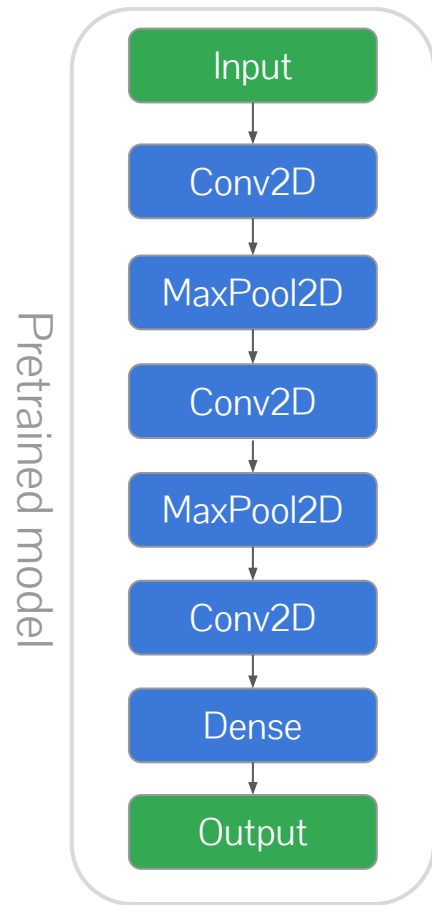 Input
Conv2D
MaxPool2D
Conv2D
MaxPool2D
Conv2D
Dense
Output
Pretrained model